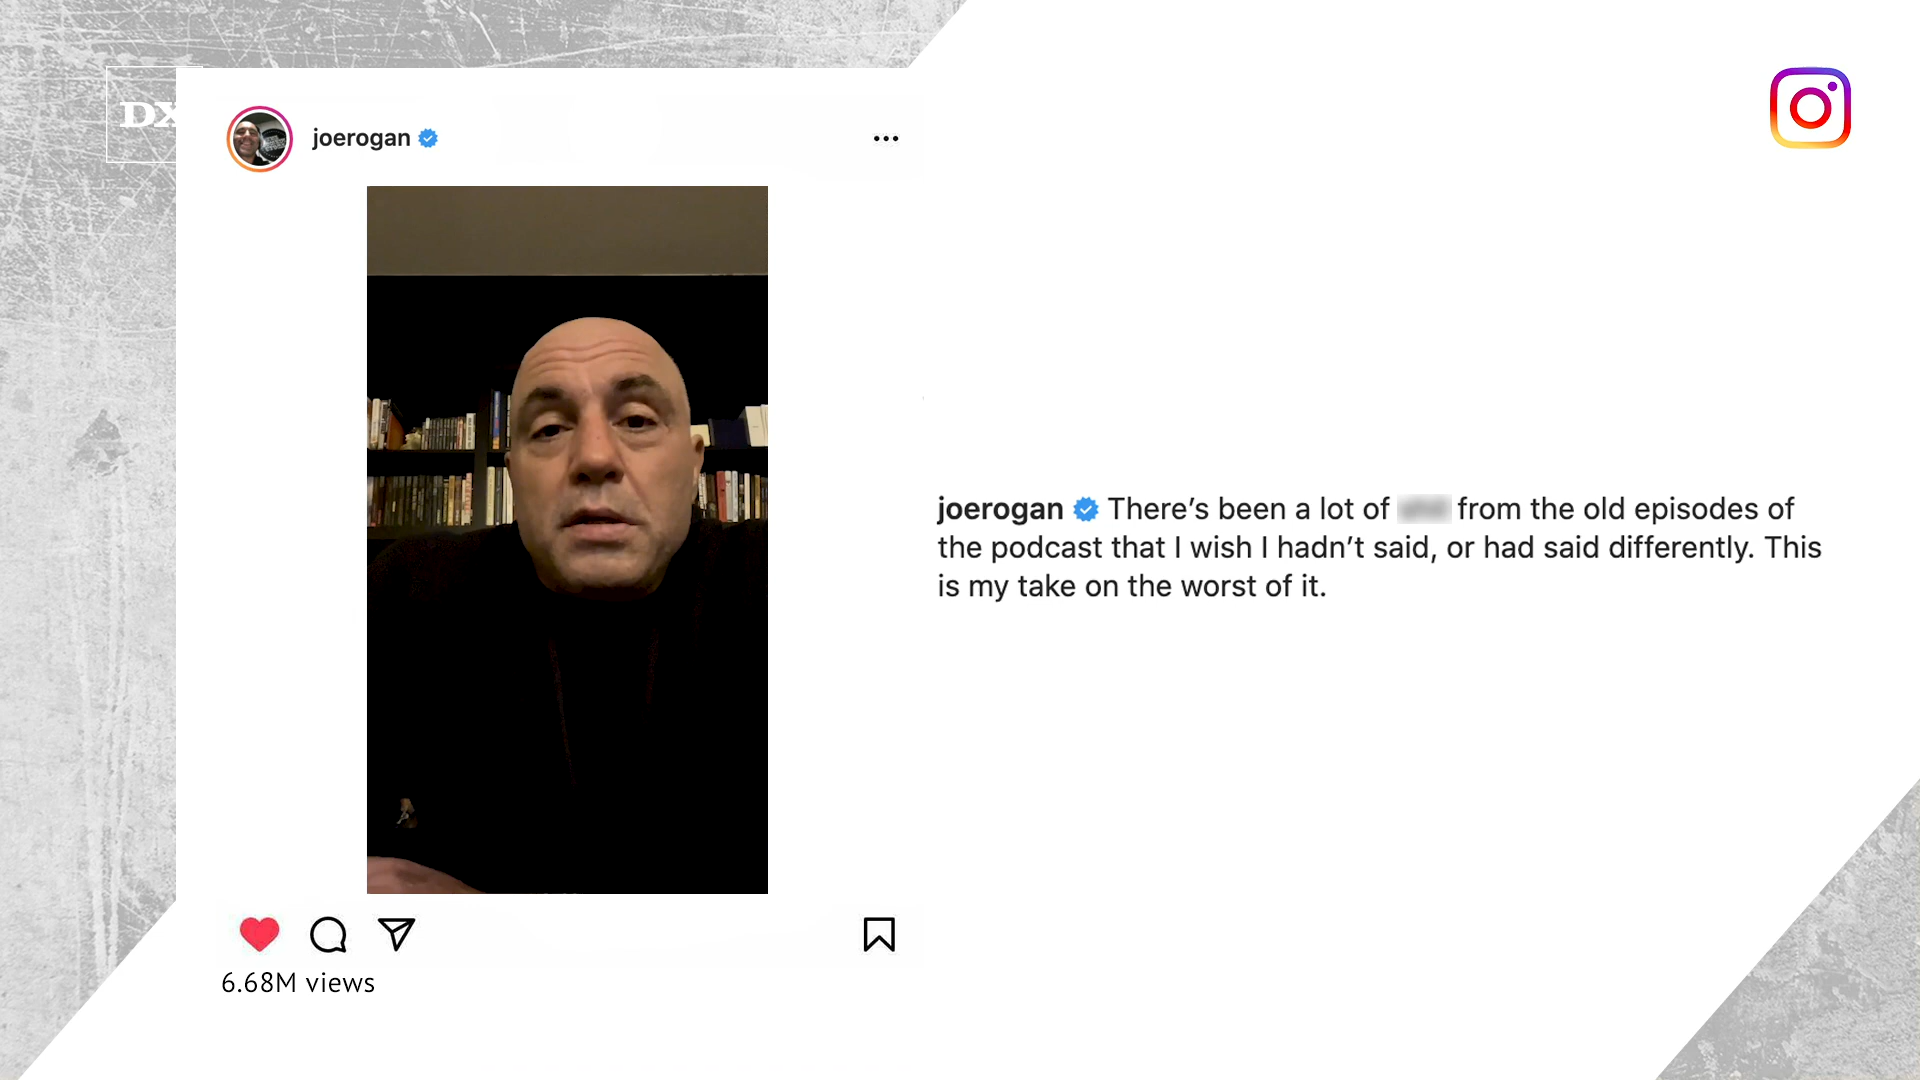 DX
joerogan
joerogan There’s been a lot of from the old episodes of
the podcast that I wish I hadn’t said, or had said differently. This
is my take on the worst of it.
6.68M views